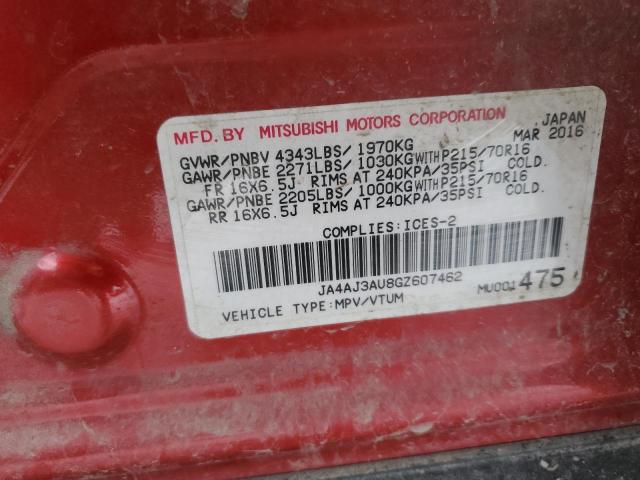 MFD. BY MITSUBISHI MOTORS CORPORATION JAPAN
GVWR/PNBV 4343LBS/1970KG MAR 2016
GAWR/PNBE 2271LBS/1030KG WITH P215/70R16
FR 16X6.5J RIMS AT 240KPA/35PSI COLD.
GAWR/PNBE 2205LBS/1000KG WITH P215/70R16
RR 16X6.5J RIMS AT 240KPA/35PSI COLD.
COMPLIES:ICES-2
JA4AJ3AU8GZ607462
VEHICLE TYPE:MPV/VTUM MU001475